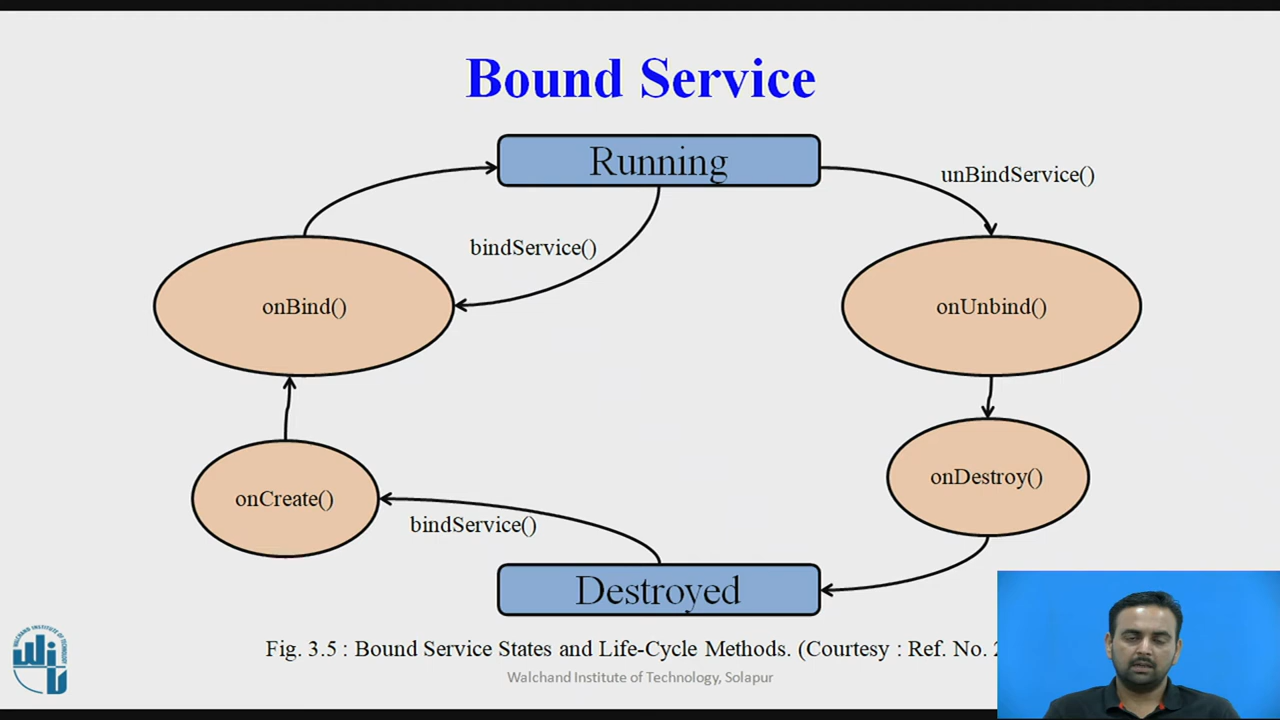 Bound Service
Running
unBindService()
bindService()
onBind()
onUnbind()
onCreate()
onDestroy()
bindService()
Destroyed
Fig. 3.5 : Bound Service States and Life-Cycle Methods. (Courtesy : Ref. No.
Walchand Institute of Technology, Solapur